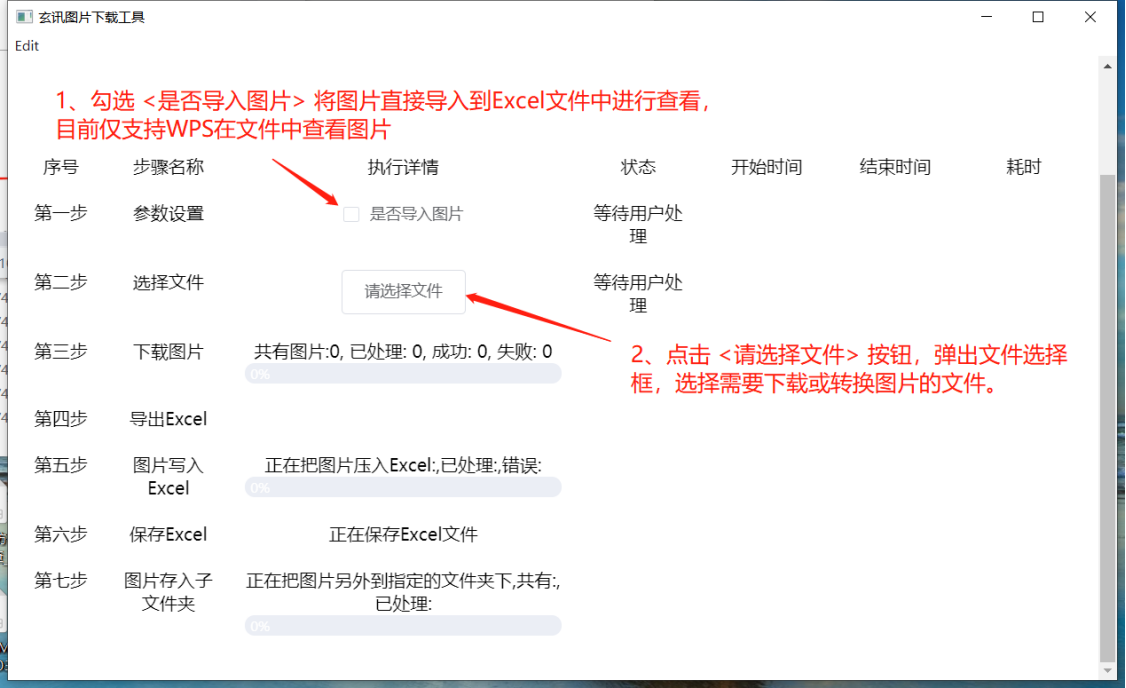 玄讯图片下载工具
Edit
1、勾选 <是否导入图片> 将图片直接导入到Excel文件中进行查看，
目前仅支持WPS在文件中查看图片
序号 步骤名称 执行详情 状态 开始时间 结束时间 耗时
第一步 参数设置 是否导入图片 等待用户处
理
第二步 选择文件 请选择文件 等待用户处
理
2、点击 <请选择文件> 按钮，弹出文件选择
框，选择需要下载或转换图片的文件。
第三步 下载图片 共有图片:0, 已处理: 0, 成功: 0, 失败: 0
0%
第四步 导出Excel
第五步 图片写入 正在把图片压入Excel:,已处理:,错误:
Excel 0%
第六步 保存Excel 正在保存Excel文件
第七步 图片存入子 正在把图片另外到指定的文件夹下,共有:,
文件夹 已处理:
0%